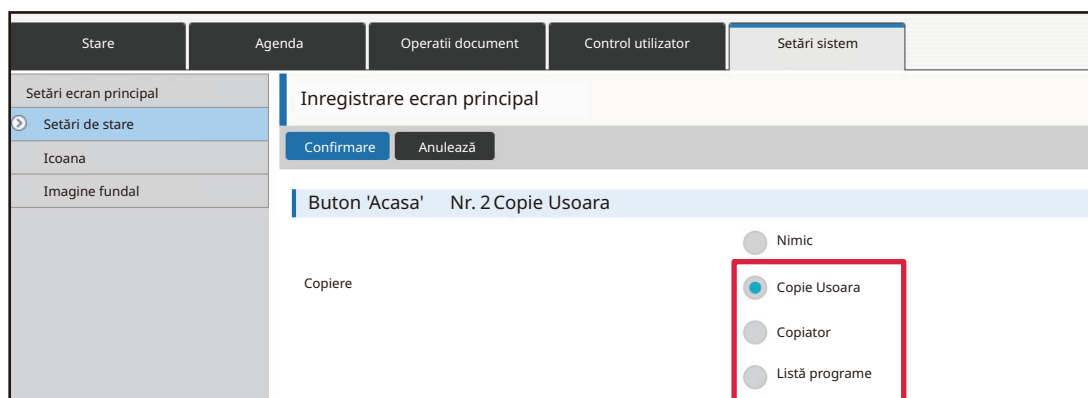 Stare Agenda Operatii document Control utilizator Setări sistem
Setări ecran principal
Setări de stare
Icoana
Imagine fundal
Inregistrare ecran principal
Confirmare Anulează
Buton 'Acasa' Nr. 2 Copie Usoara
Nimic
Copiere
Copie Usoara
Copiator
Listă programe